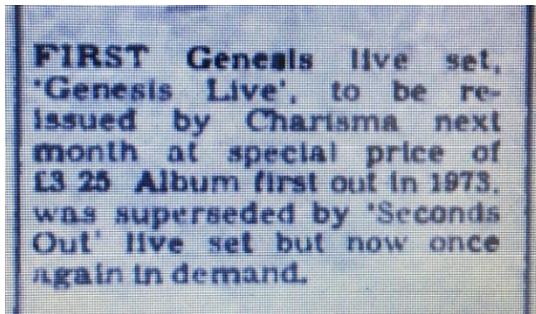 FIRST Genesis live set,
'Genesis Live', to be re-
issued by Charisma next
month at special price of
£3 25 Album first out in 1973,
was superseded by 'Seconds
Out' live set but now once
again in demand.